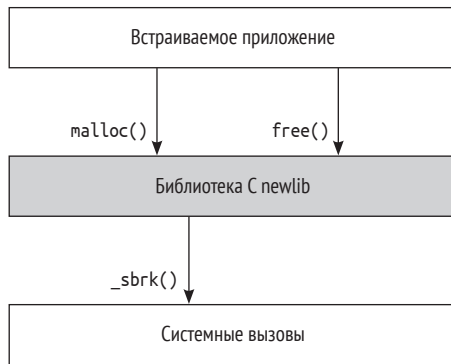 Встраиваемое приложение
malloc()
free()
Библиотека C newlib
_sbrk()
Системные вызовы